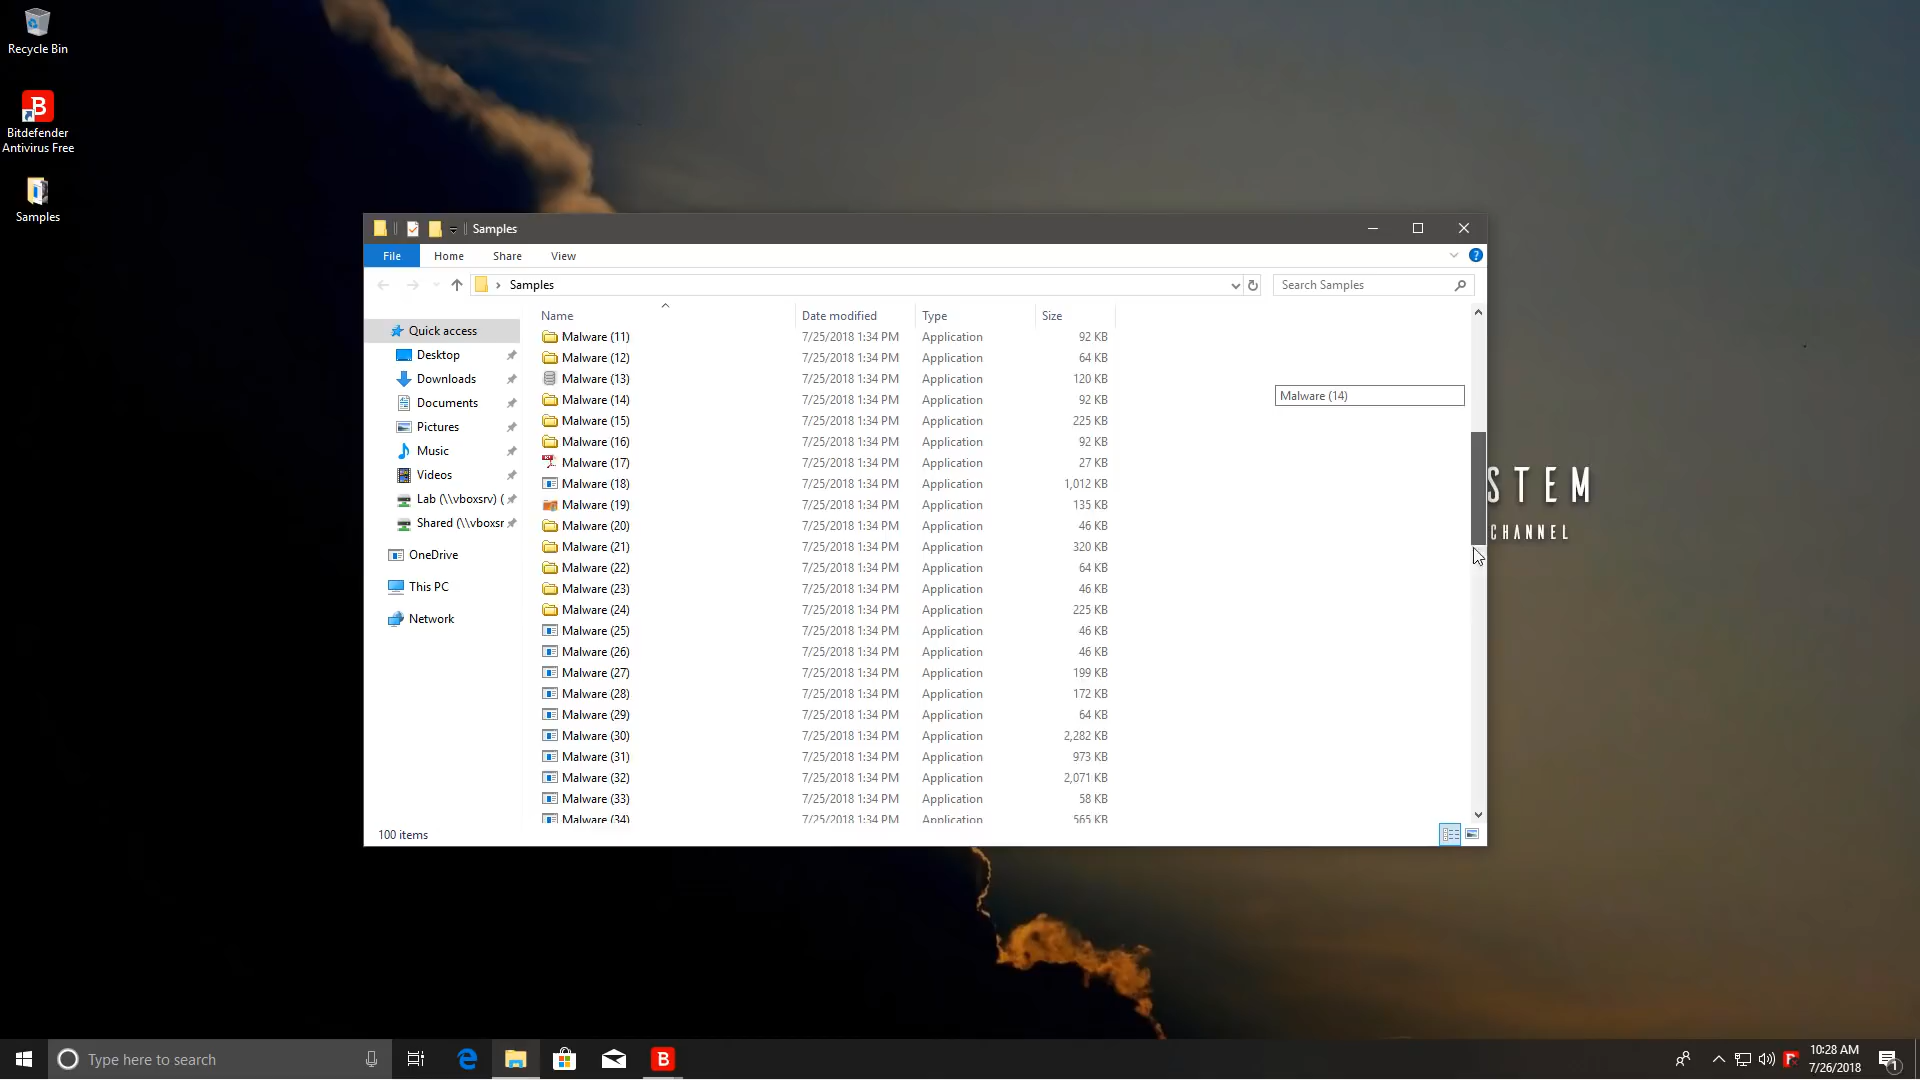 Recycle Bin
Bitdefender
Antivirus Free
Samples
Samples
File Home Share View
Samples
Search Samples
Name Date modified Type Size
Quick access
Desktop
Downloads
Documents
Pictures
Music
Videos
Lab (\\vboxsrv) (
Shared (\\vboxsr
OneDrive
This PC
Network
Malware (11) 7/25/2018 1:34 PM Application 92 KB
Malware (12) 7/25/2018 1:34 PM Application 64 KB
Malware (13) 7/25/2018 1:34 PM Application 120 KB
Malware (14) 7/25/2018 1:34 PM Application 92 KB
Malware (15) 7/25/2018 1:34 PM Application 225 KB
Malware (16) 7/25/2018 1:34 PM Application 92 KB
Malware (17) 7/25/2018 1:34 PM Application 27 KB
Malware (18) 7/25/2018 1:34 PM Application 1,012 KB
Malware (19) 7/25/2018 1:34 PM Application 135 KB
Malware (20) 7/25/2018 1:34 PM Application 46 KB
Malware (21) 7/25/2018 1:34 PM Application 320 KB
Malware (22) 7/25/2018 1:34 PM Application 64 KB
Malware (23) 7/25/2018 1:34 PM Application 46 KB
Malware (24) 7/25/2018 1:34 PM Application 225 KB
Malware (25) 7/25/2018 1:34 PM Application 46 KB
Malware (26) 7/25/2018 1:34 PM Application 46 KB
Malware (27) 7/25/2018 1:34 PM Application 199 KB
Malware (28) 7/25/2018 1:34 PM Application 172 KB
Malware (29) 7/25/2018 1:34 PM Application 64 KB
Malware (30) 7/25/2018 1:34 PM Application 2,282 KB
Malware (31) 7/25/2018 1:34 PM Application 973 KB
Malware (32) 7/25/2018 1:34 PM Application 2,071 KB
Malware (33) 7/25/2018 1:34 PM Application 58 KB
Malware (34) 7/25/2018 1:34 PM Application 565 KB
Malware (14)
STEM
CHANNEL
100 items
Type here to search
10:28 AM
7/26/2018
1